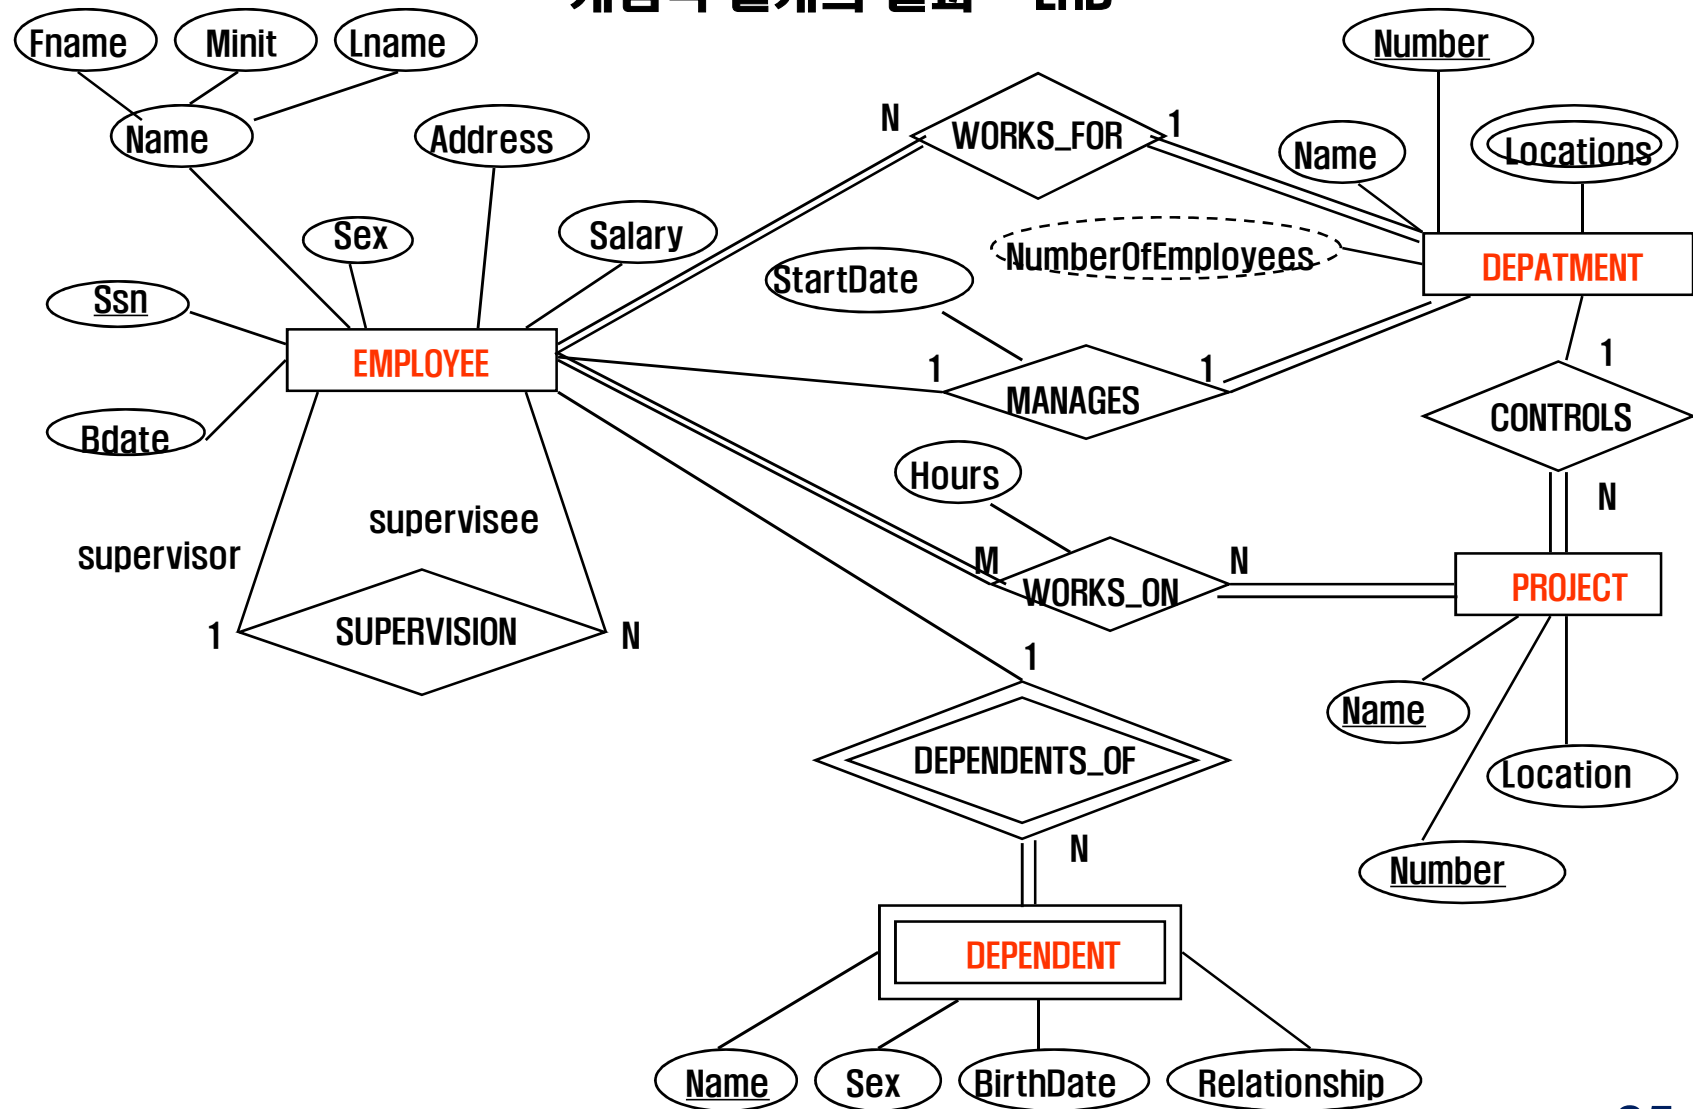 ERD
Fname
Minit
Lname
Number
Name
Address
N
WORKS_FOR
1
Name
Locations
Sex
Salary
NumberOfEmployees
DEPATMENT
StartDate
Ssn
EMPLOYEE
1
MANAGES
1
1
CONTROLS
N
Bdate
Hours
supervisee
supervisor
M
WORKS_ON
N
PROJECT
1
SUPERVISION
N
1
Name
DEPENDENTS_OF
Location
N
Number
DEPENDENT
Name
Sex
BirthDate
Relationship